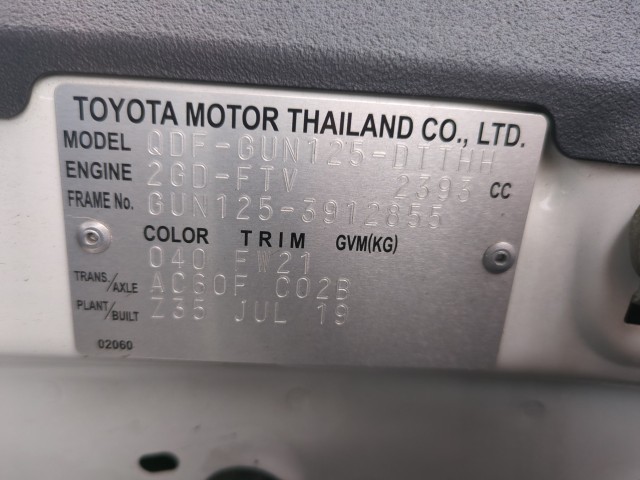 TOYOTA MOTOR THAILAND CO., LTD.
MODEL QDF-GUN125-DTTHH
ENGINE 2GD-FTV 2393 CC
FRAME No. GUN125-3912855
COLOR TRIM GVM(KG)
040 FW21
TRANS/AXLE AC60F C02B
PLANT/BUILT Z35 JUL 19
02060